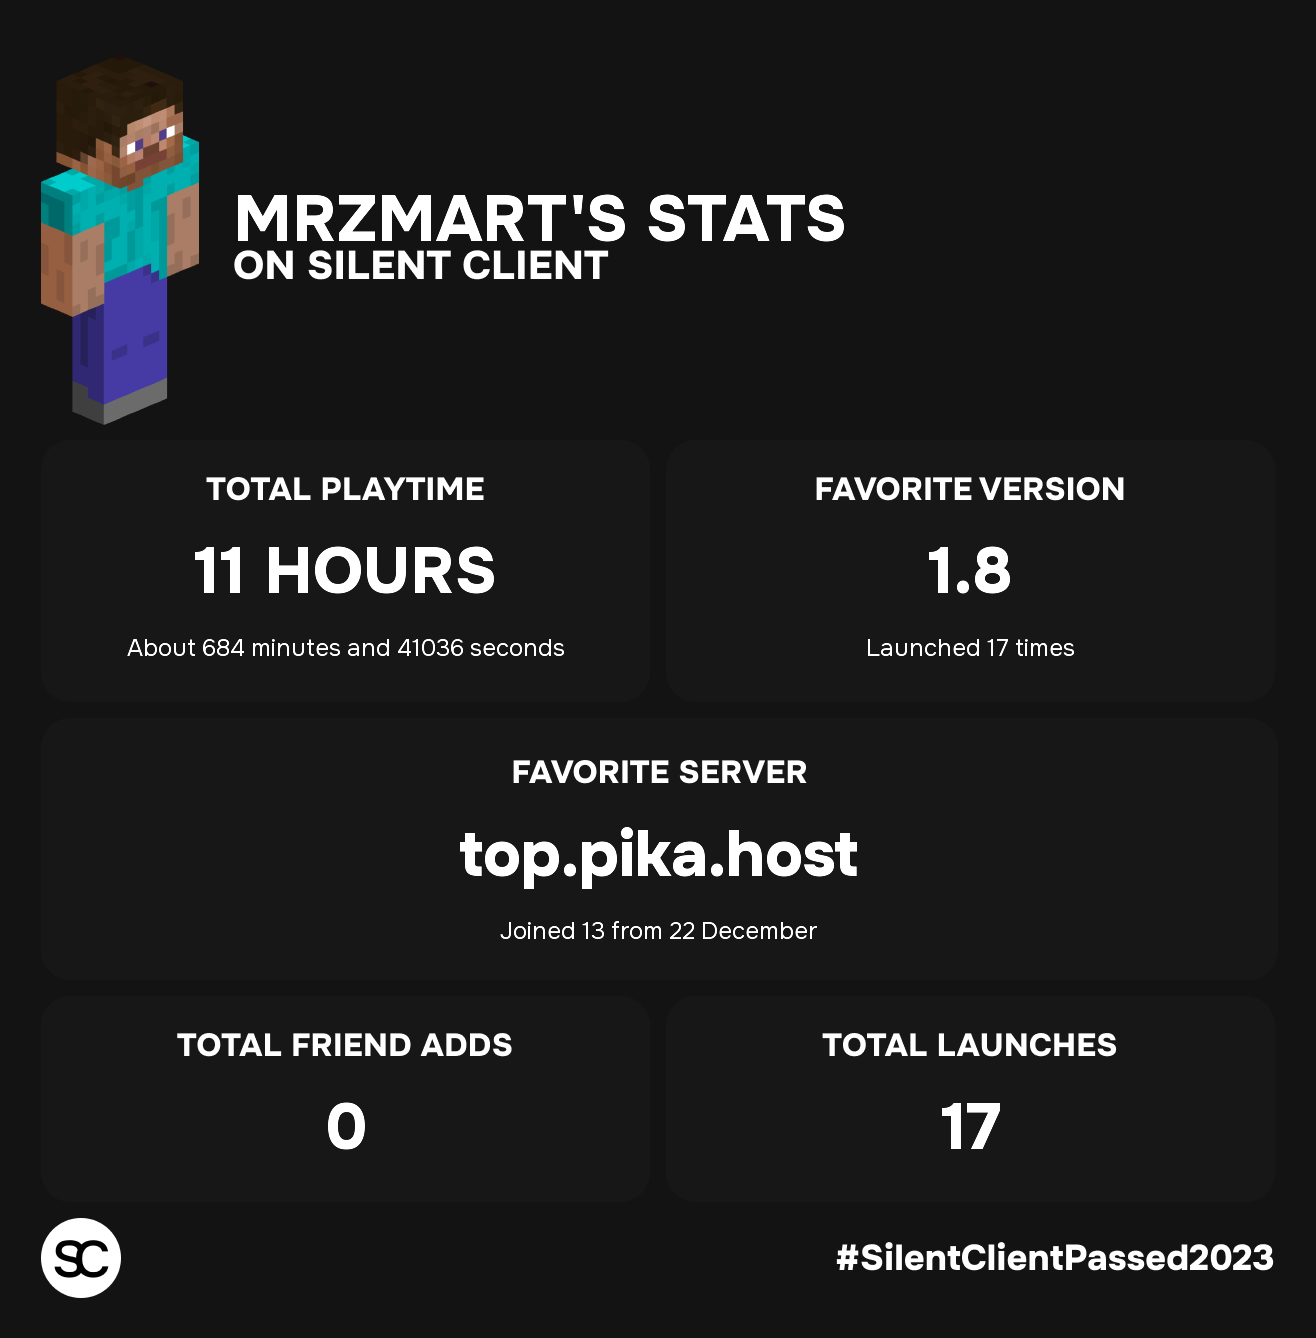 MRZMART'S STATS
ON SILENT CLIENT
TOTAL PLAYTIME
11 HOURS
About 684 minutes and 41036 seconds
FAVORITE VERSION
1.8
Launched 17 times
FAVORITE SERVER
top.pika.host
Joined 13 from 22 December
TOTAL FRIEND ADDS
0
TOTAL LAUNCHES
17
SC
#SilentClientPassed2023